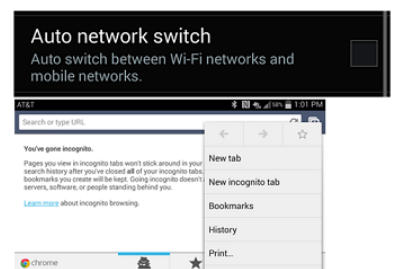 Auto network switch
Auto switch between Wi-Fi networks and
mobile networks.
AT&T
58%
1:01 PM
Search or type URL
You've gone incognito.
Pages you view in incognito tabs won't stick around in your
search history after you've closed all of your incognito tabs.
bookmarks you create will be kept. Going incognito doesn't
servers, software, or people standing behind you.
Learn more about incognito browsing.
New tab
New incognito tab
Bookmarks
History
Print...
chrome